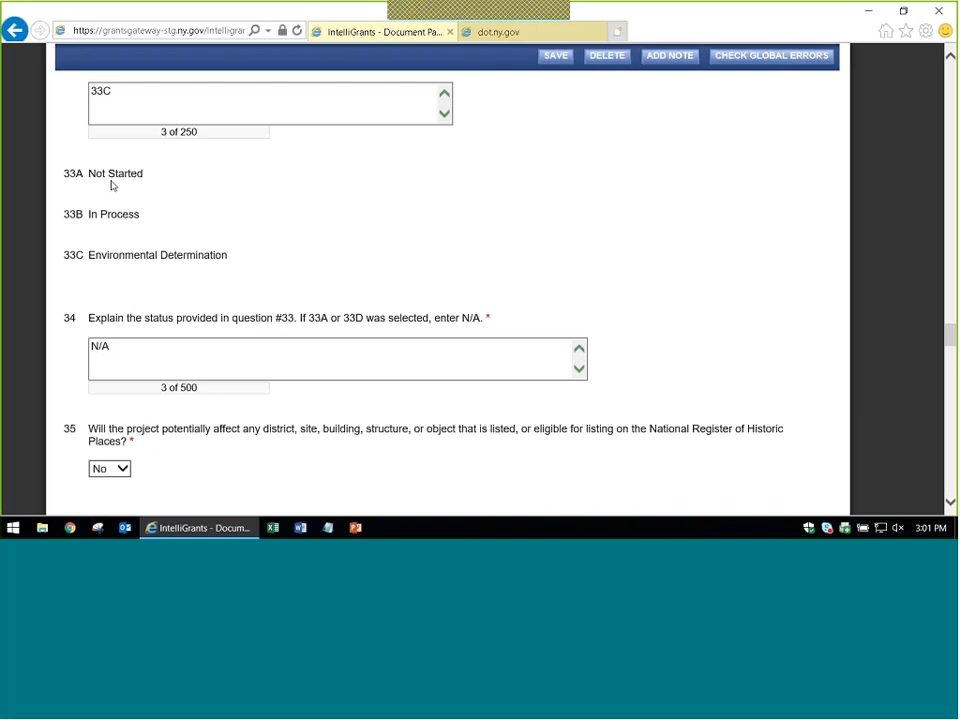 https://grantsgateway-stg.ny.gov/Intelligrar
IntelliGrants - Document Pa...
dot.ny.gov
SAVE
DELETE
ADD NOTE
CHECK GLOBAL ERRORS
33C
3 of 250
33A Not Started
33B In Process
33C Environmental Determination
34 Explain the status provided in question #33. If 33A or 33D was selected, enter N/A. *
N/A
3 of 500
35 Will the project potentially affect any district, site, building, structure, or object that is listed, or eligible for listing on the National Register of Historic
Places? *
No
IntelliGrants - Docum...
3:01 PM